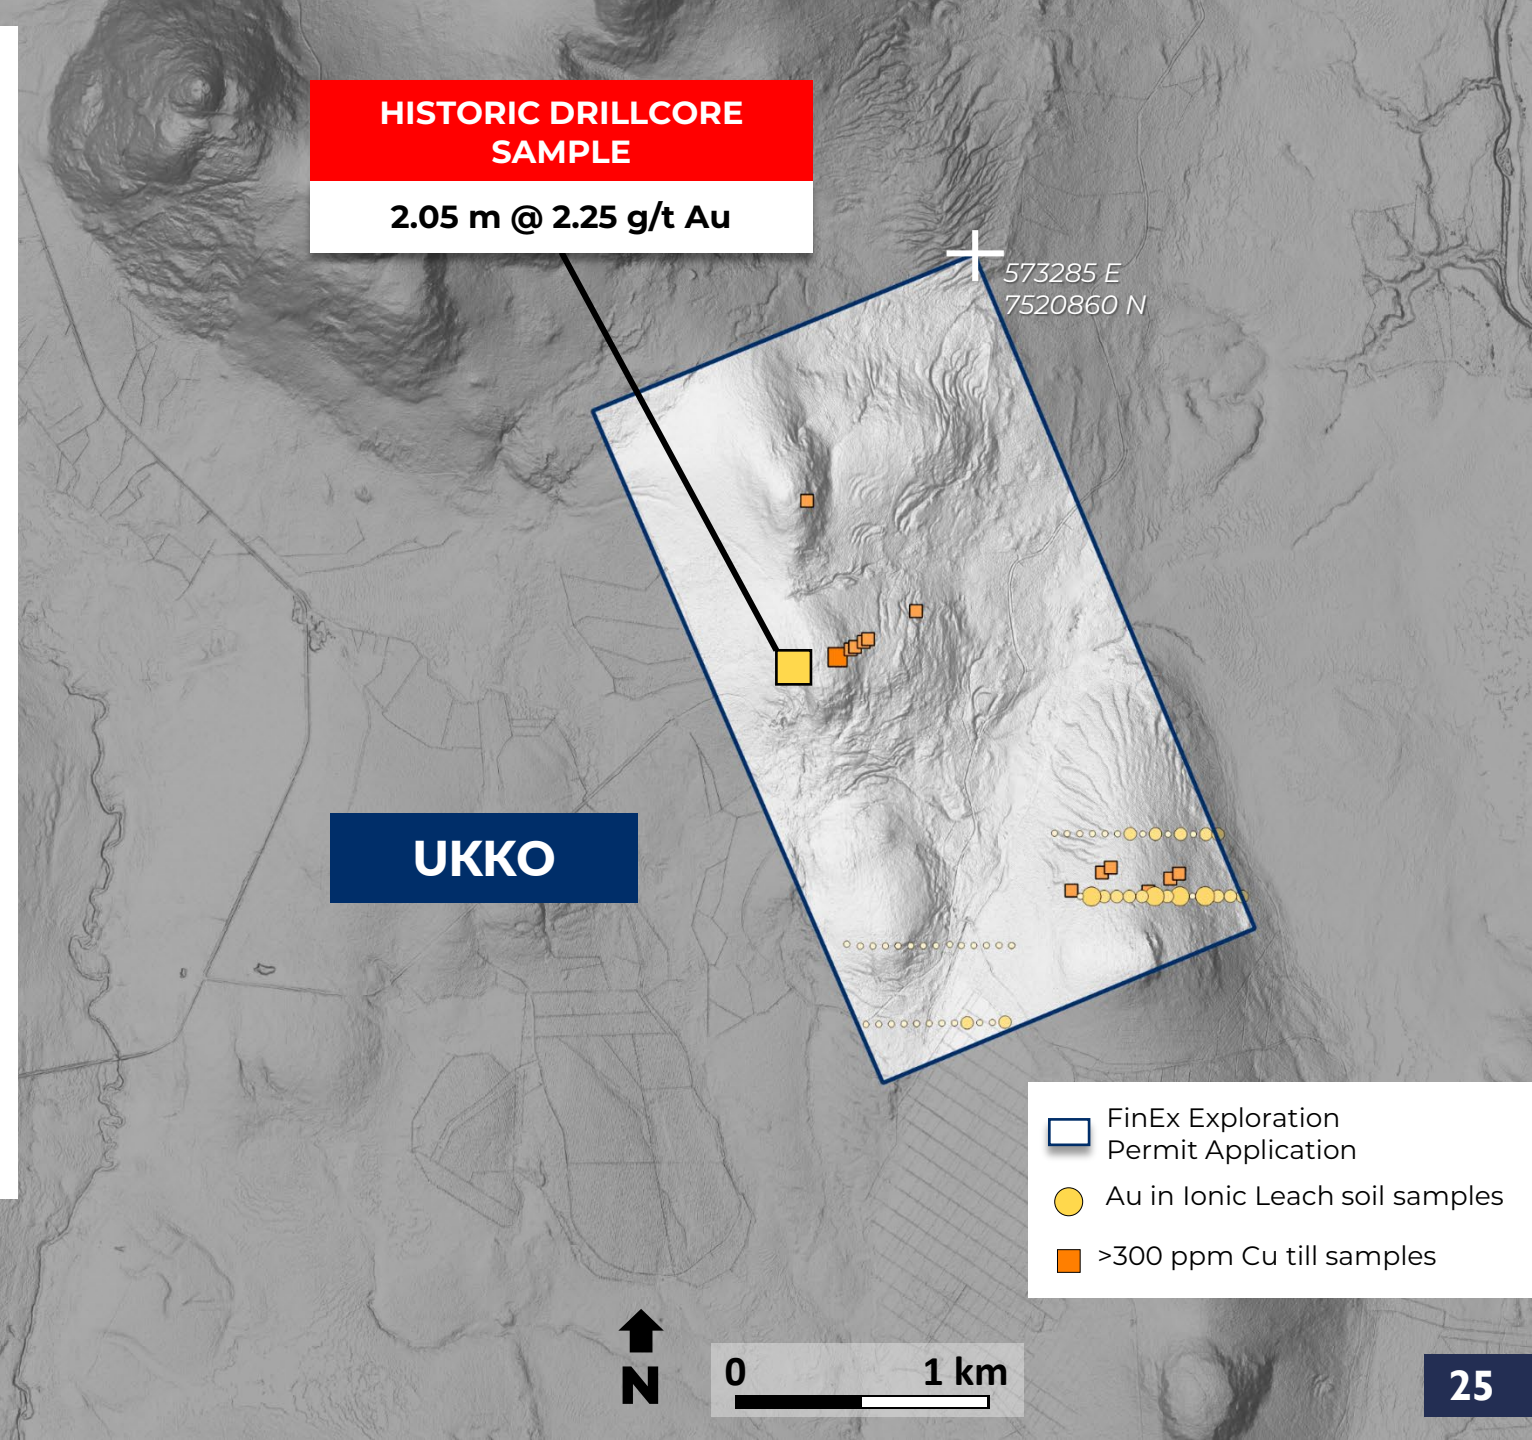 HISTORIC DRILLCORE
SAMPLE
2.05 m @ 2.25 g/t Au
573285 E
7520860 N
UKKO
FinEx Exploration
Permit Application
Au in Ionic Leach soil samples
>300 ppm Cu till samples
N
0 1 km
25